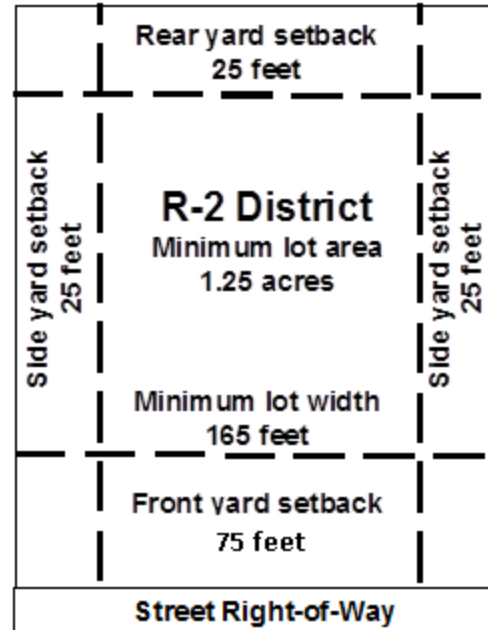 Rear yard setback
25 feet
Side yard setback
25 feet
R-2 District
Minimum lot area
1.25 acres
Side yard setback
25 feet
Minimum lot width
165 feet
Front yard setback
75 feet
Street Right-of-Way